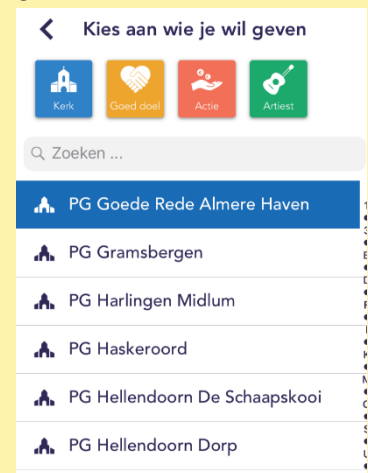 Kies aan wie je wil geven
Kerk
Goed doel
Actie
Artiest
Zoeken ...
PG Goede Rede Almere Haven
PG Gramsbergen
PG Harlingen Midlum
PG Haskeroord
PG Hellendoorn De Schaapskooi
PG Hellendoorn Dorp